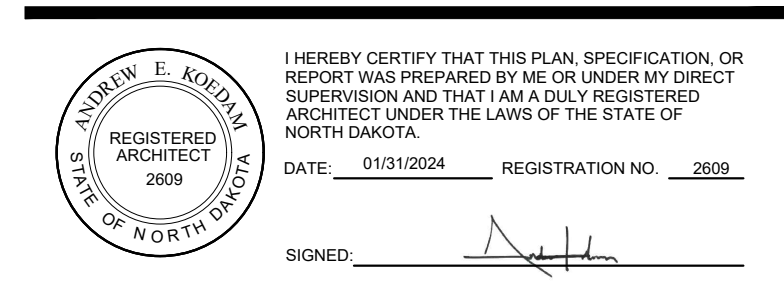 ANDREW E. KOEDAM
REGISTERED
ARCHITECT
2609
STATE OF NORTH DAKOTA
I HEREBY CERTIFY THAT THIS PLAN, SPECIFICATION, OR
REPORT WAS PREPARED BY ME OR UNDER MY DIRECT
SUPERVISION AND THAT I AM A DULY REGISTERED
ARCHITECT UNDER THE LAWS OF THE STATE OF
NORTH DAKOTA.
DATE: 01/31/2024 REGISTRATION NO. 2609
SIGNED: